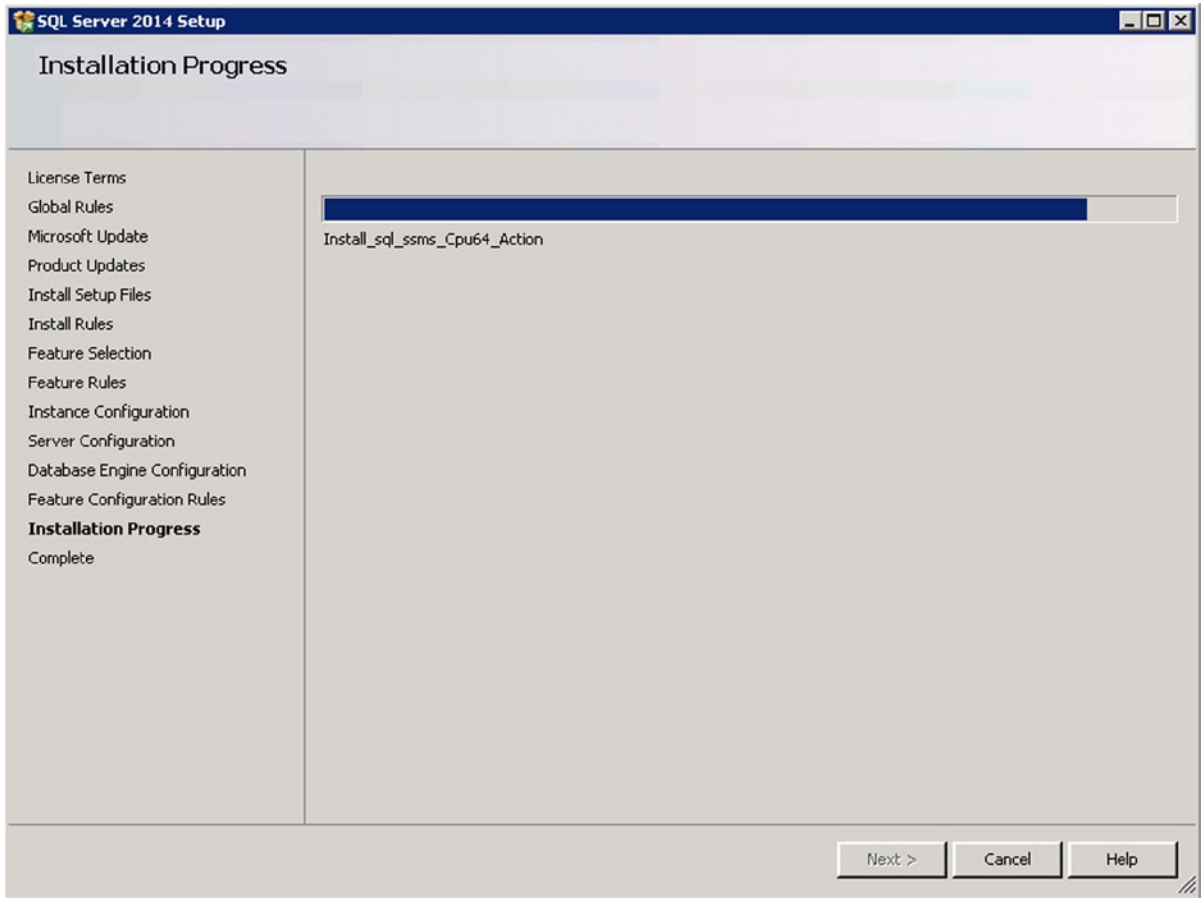 SQL Server 2014 Setup
Installation Progress
License Terms
Global Rules
Microsoft Update
Product Updates
Install Setup Files
Install Rules
Feature Selection
Feature Rules
Instance Configuration
Server Configuration
Database Engine Configuration
Feature Configuration Rules
Installation Progress
Complete
Install_sql_ssms_Cpu64_Action
Next >
Cancel
Help